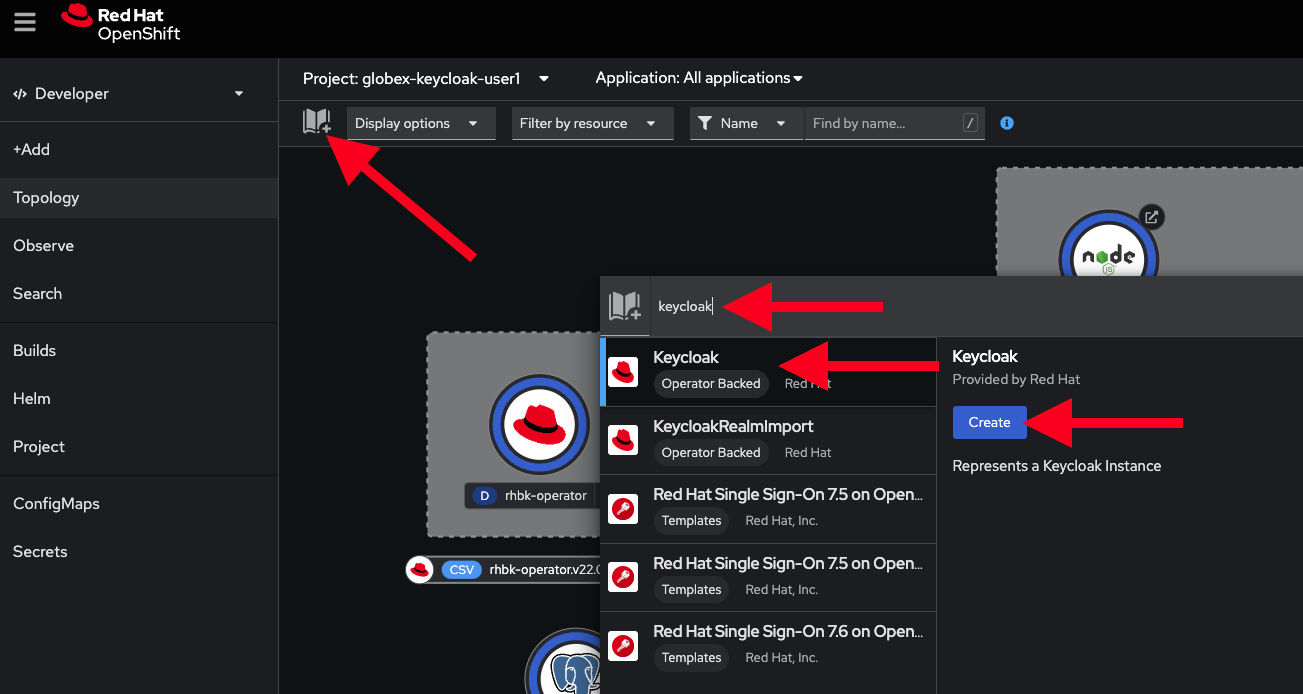 Red Hat
OpenShift
Developer
+Add
Topology
Observe
Search
Builds
Helm
Project
ConfigMaps
Secrets
Project: globex-keycloak-user1
Application: All applications
Display options
Filter by resource
Name
Find by name...
/
node
JS
D rhbk-operator
CSV rhbk-operator.v22.0
keycloak
Keycloak
Operator Backed
KeycloakRealmImport
Operator Backed Red Hat
Red Hat Single Sign-On 7.5 on Open...
Templates Red Hat, Inc.
Red Hat Single Sign-On 7.5 on Open...
Templates Red Hat, Inc.
Red Hat Single Sign-On 7.6 on Open...
Templates Red Hat, Inc.
Keycloak
Provided by Red Hat
Create
Represents a Keycloak Instance